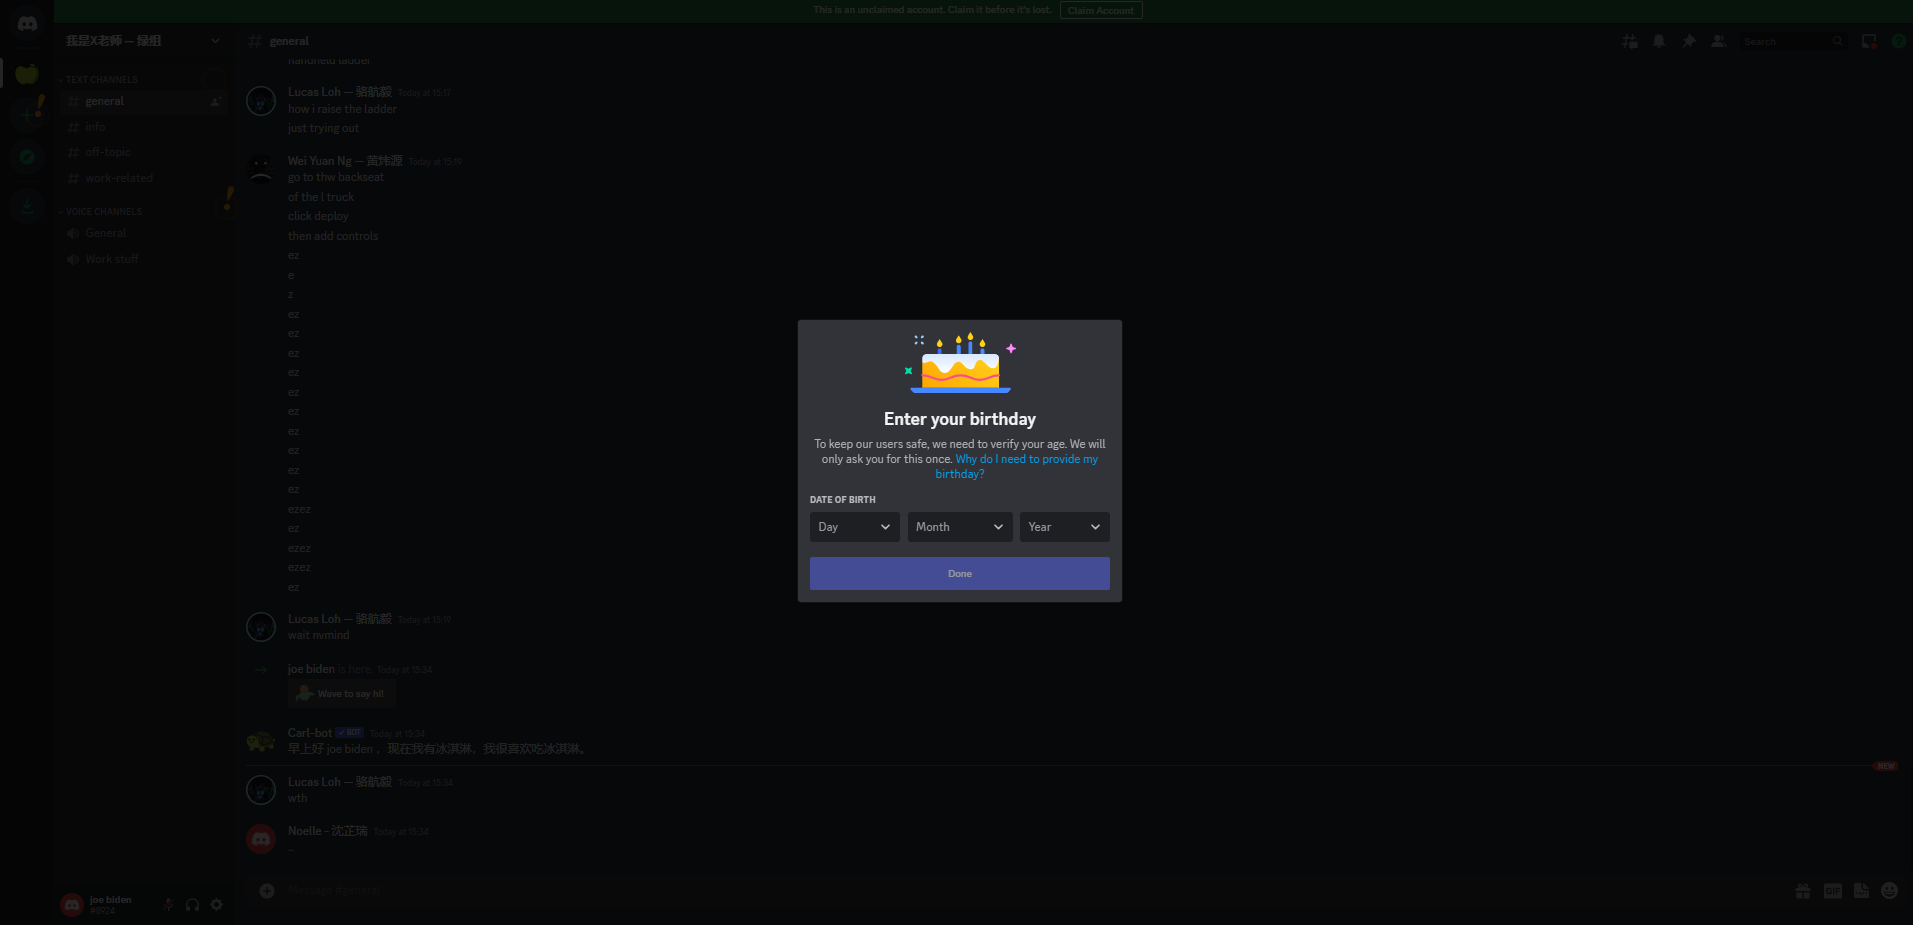 This is an unclaimed account. Claim it before it's lost.
Claim Account
我是X老师 — 绿组
general
Search
TEXT CHANNELS
general
info
off-topic
work-related
VOICE CHANNELS
General
Work stuff
handheld ladder
Lucas Loh — 骆航毅 Today at 15:17
how i raise the ladder
just trying out
Wei Yuan Ng — 黄炜源 Today at 15:19
go to thw backseat
of the l truck
click deploy
then add controls
ez
e
z
ez
ez
ez
ez
ez
ez
ez
ez
ez
ez
ezez
ez
ezez
ezez
ez
Lucas Loh — 骆航毅 Today at 15:19
wait nvmind
joe biden is here. Today at 15:34
Wave to say hi!
Carl-bot BOT Today at 15:34
早上好 joe biden ，现在我有冰淇淋，我很喜欢吃冰淇淋。
NEW
Lucas Loh — 骆航毅 Today at 15:34
wth
Noelle - 沈芷瑞 Today at 15:34
Message #general
GIF
joe biden
#8924
Enter your birthday
To keep our users safe, we need to verify your age. We will
only ask you for this once. Why do I need to provide my
birthday?
DATE OF BIRTH
Day
Month
Year
Done